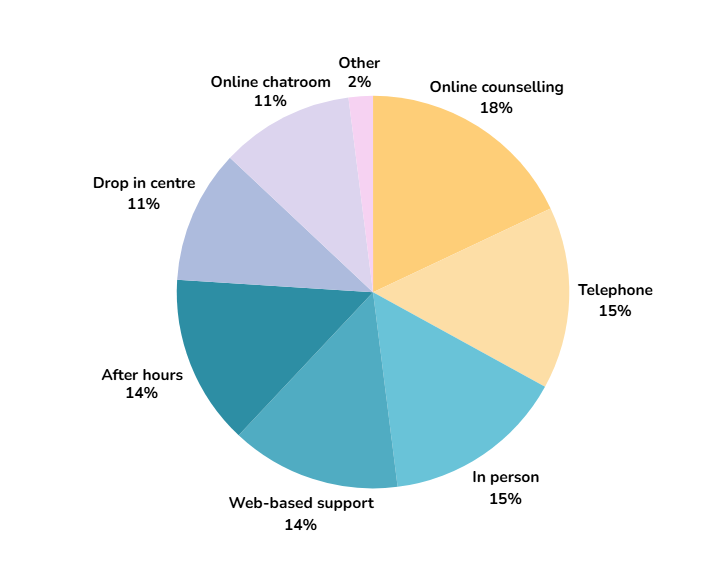 Other
2%
Online counselling
18%
Telephone
15%
In person
15%
Web-based support
14%
After hours
14%
Drop in centre
11%
Online chatroom
11%